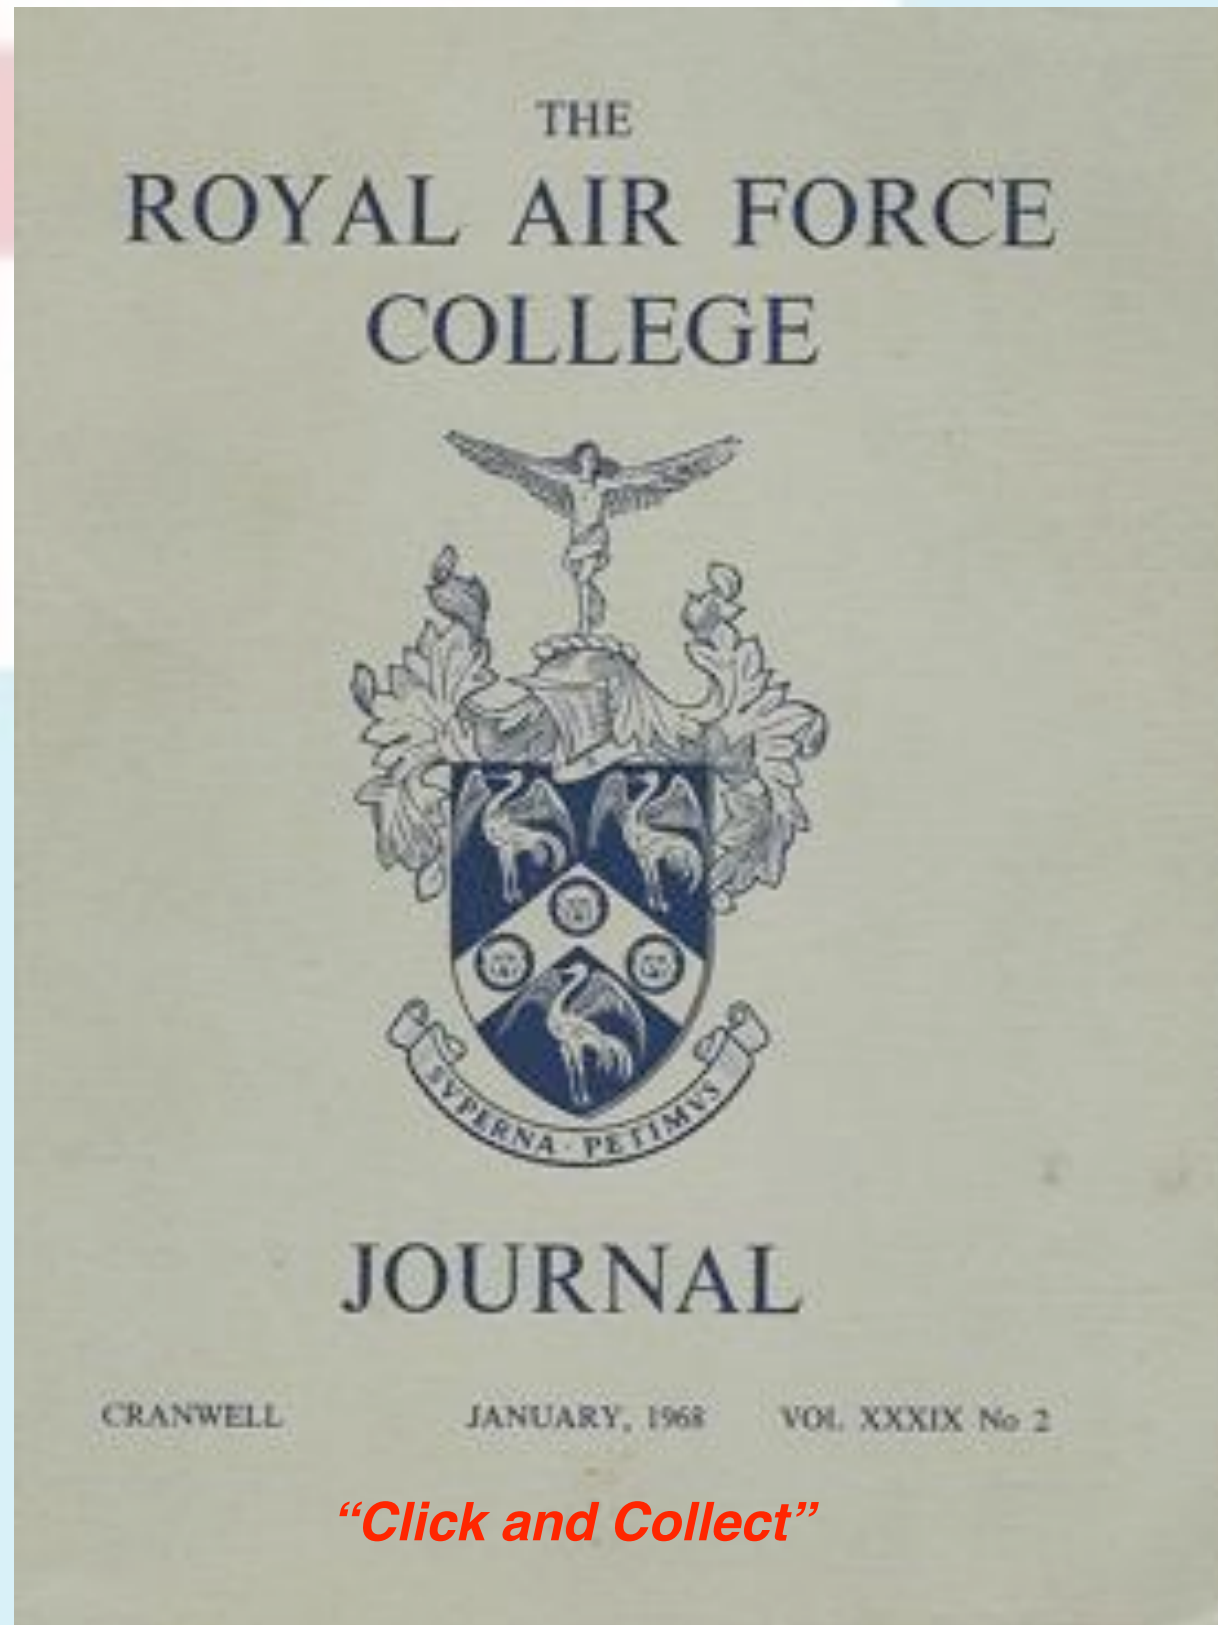 THE
ROYAL AIR FORCE
COLLEGE
SVPERNA · PETIMVS
JOURNAL
CRANWELL JANUARY, 1968 VOL. XXXIX No 2
“Click and Collect”